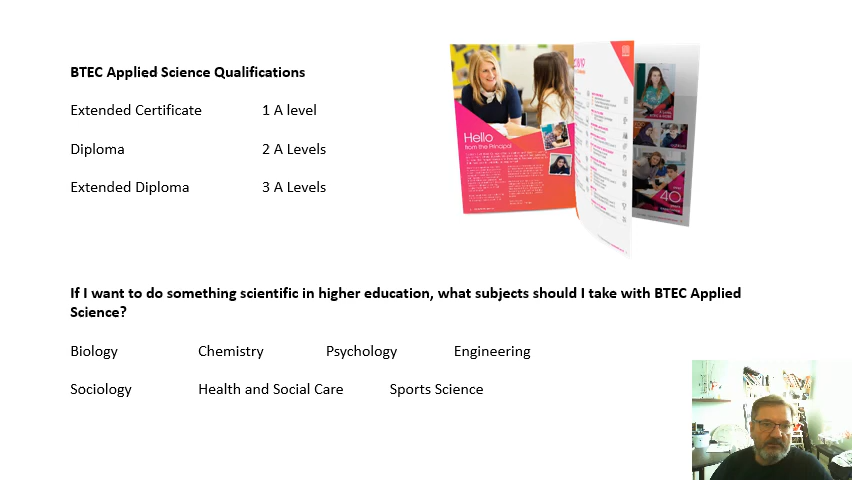 BTEC Applied Science Qualifications
Extended Certificate 1 A level
Diploma 2 A Levels
Extended Diploma 3 A Levels
Hello
from the Principal
40
If I want to do something scientific in higher education, what subjects should I take with BTEC Applied
Science?
Biology Chemistry Psychology Engineering
Sociology Health and Social Care Sports Science